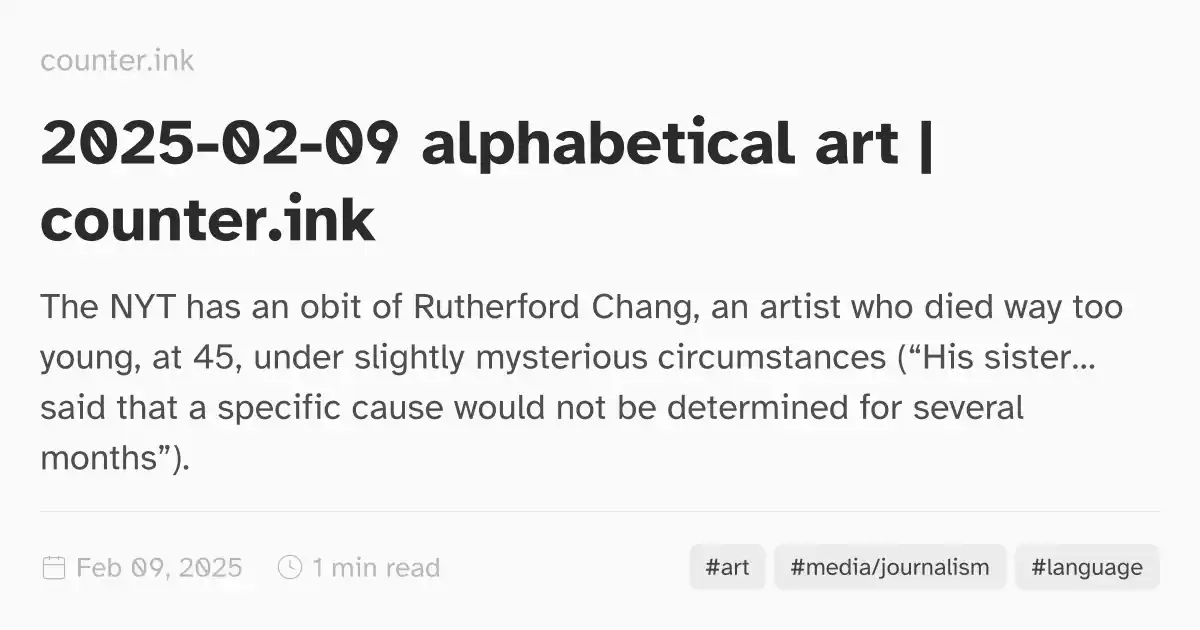 counter.ink
2025-02-09 alphabetical art |
counter.ink
The NYT has an obit of Rutherford Chang, an artist who died way too
young, at 45, under slightly mysterious circumstances (“His sister…
said that a specific cause would not be determined for several
months”).
Feb 09, 2025 1 min read #art #media/journalism #language